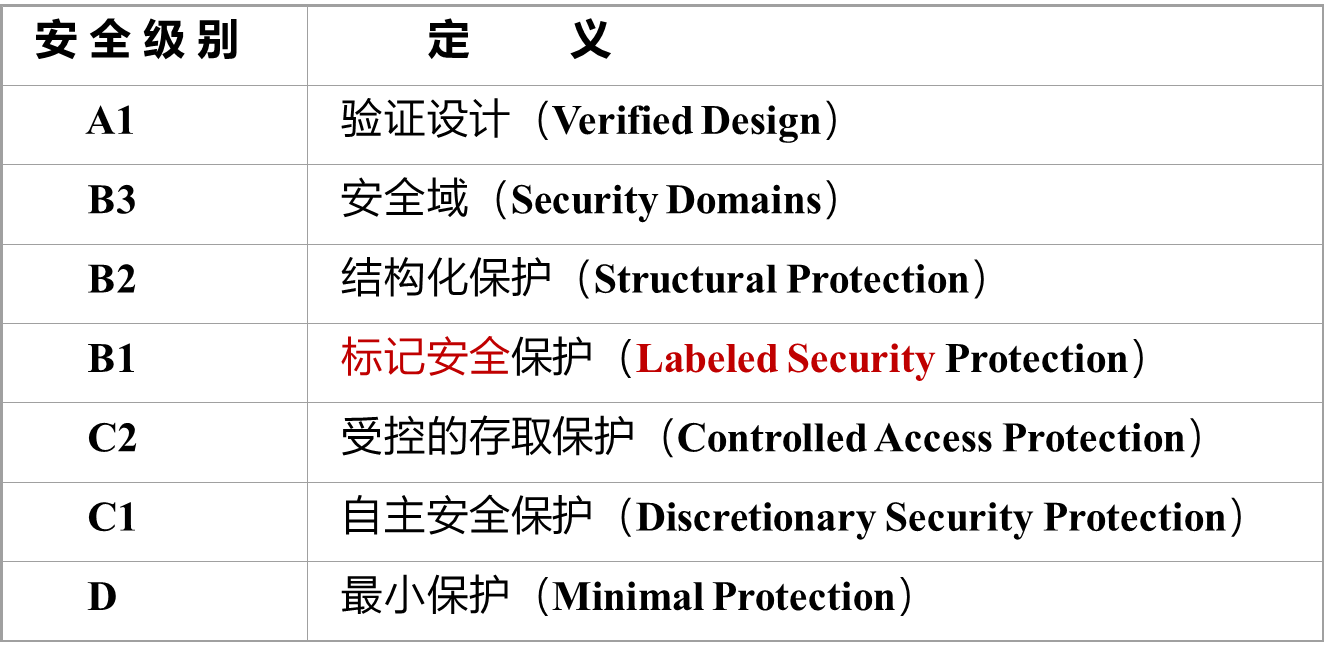 安全级别 定义
A1 验证设计（Verified Design）
B3 安全域（Security Domains）
B2 结构化保护（Structural Protection）
B1 标记安全保护（Labeled Security Protection）
C2 受控的存取保护（Controlled Access Protection）
C1 自主安全保护（Discretionary Security Protection）
D 最小保护（Minimal Protection）